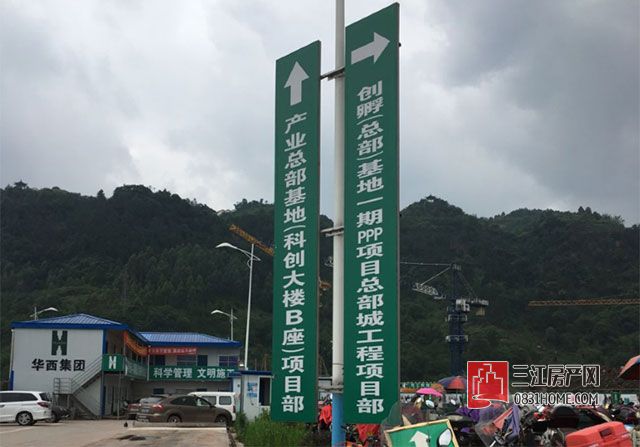 产业总部基地(科创大楼B座)项目部
创孵(总部)基地一期PPP项目总部城工程项目部
H
华西集团
科学管理 文明施工
三江房产网
0831HOME.COM